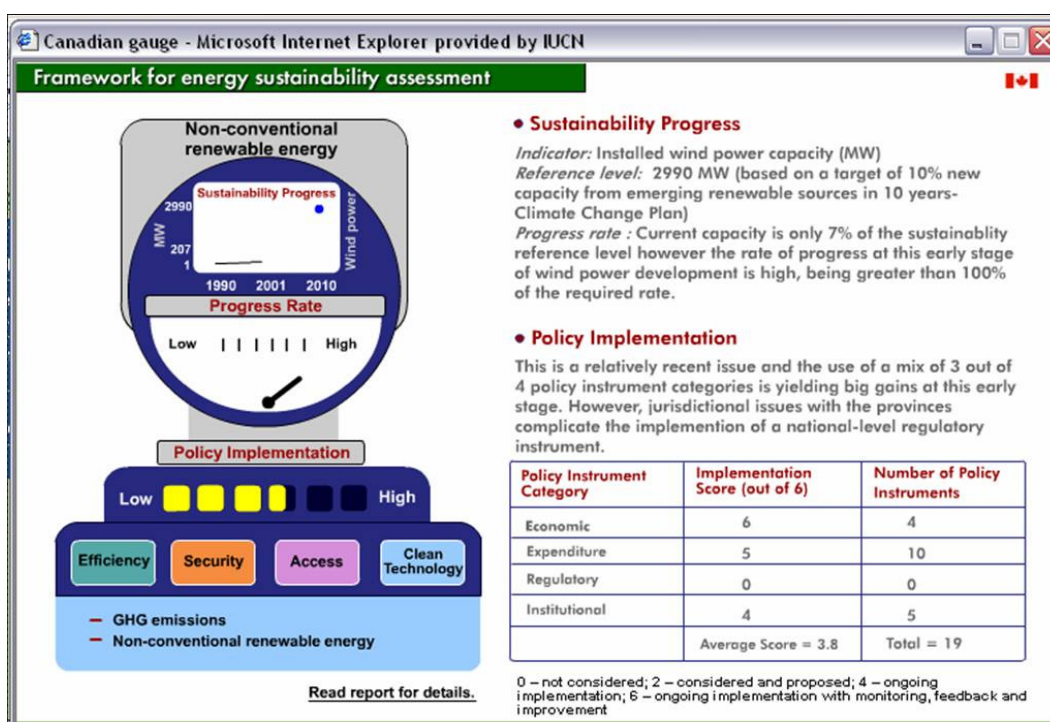 Canadian gauge - Microsoft Internet Explorer provided by IUCN
Framework for energy sustainability assessment
Non-conventional
renewable energy
Sustainability Progress
2990
MW
207
1
Wind power
1990 2001 2010
Progress Rate
Low High
Policy Implementation
Low High
Efficiency
Security
Access
Clean
Technology
– GHG emissions
– Non-conventional renewable energy
Read report for details.
• Sustainability Progress
Indicator: Installed wind power capacity (MW)
Reference level: 2990 MW (based on a target of 10% new
capacity from emerging renewable sources in 10 years-
Climate Change Plan)
Progress rate : Current capacity is only 7% of the sustainablity
reference level however the rate of progress at this early stage
of wind power development is high, being greater than 100%
of the required rate.
• Policy Implementation
This is a relatively recent issue and the use of a mix of 3 out of
4 policy instrument categories is yielding big gains at this early
stage. However, jurisdictional issues with the provinces
complicate the implemention of a national-level regulatory
instrument.
Policy Instrument
Category
Implementation
Score (out of 6)
Number of Policy
Instruments
Economic 6 4
Expenditure 5 10
Regulatory 0 0
Institutional 4 5
Average Score = 3.8 Total = 19
0 – not considered; 2 – considered and proposed; 4 – ongoing
implementation; 6 – ongoing implementation with monitoring, feedback and
improvement